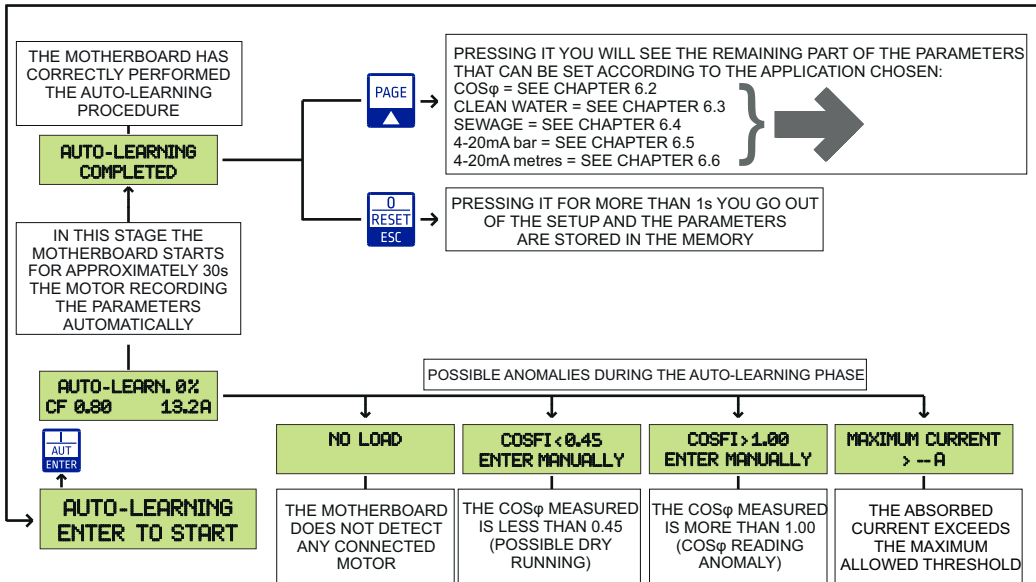 THE MOTHERBOARD HAS
CORRECTLY PERFORMED
THE AUTO-LEARNING
PROCEDURE
AUTO-LEARNING
COMPLETED
PAGE
PRESSING IT YOU WILL SEE THE REMAINING PART OF THE PARAMETERS
THAT CAN BE SET ACCORDING TO THE APPLICATION CHOSEN:
COSφ = SEE CHAPTER 6.2
CLEAN WATER = SEE CHAPTER 6.3
SEWAGE = SEE CHAPTER 6.4
4-20mA bar = SEE CHAPTER 6.5
4-20mA metres = SEE CHAPTER 6.6
0
RESET
ESC
PRESSING IT FOR MORE THAN 1s YOU GO OUT
OF THE SETUP AND THE PARAMETERS
ARE STORED IN THE MEMORY
IN THIS STAGE THE
MOTHERBOARD STARTS
FOR APPROXIMATELY 30s
THE MOTOR RECORDING
THE PARAMETERS
AUTOMATICALLY
AUTO-LEARN. 0%
CF 0.80 13.2A
POSSIBLE ANOMALIES DURING THE AUTO-LEARNING PHASE
I
AUT
ENTER
AUTO-LEARNING
ENTER TO START
NO LOAD
THE MOTHERBOARD
DOES NOT DETECT
ANY CONNECTED
MOTOR
COSFI<0.45
ENTER MANUALLY
THE COSφ MEASURED
IS LESS THAN 0.45
(POSSIBLE DRY
RUNNING)
COSFI>1.00
ENTER MANUALLY
THE COSφ MEASURED
IS MORE THAN 1.00
(COSφ READING
ANOMALY)
MAXIMUM CURRENT
> -- A
THE ABSORBED
CURRENT EXCEEDS
THE MAXIMUM
ALLOWED THRESHOLD